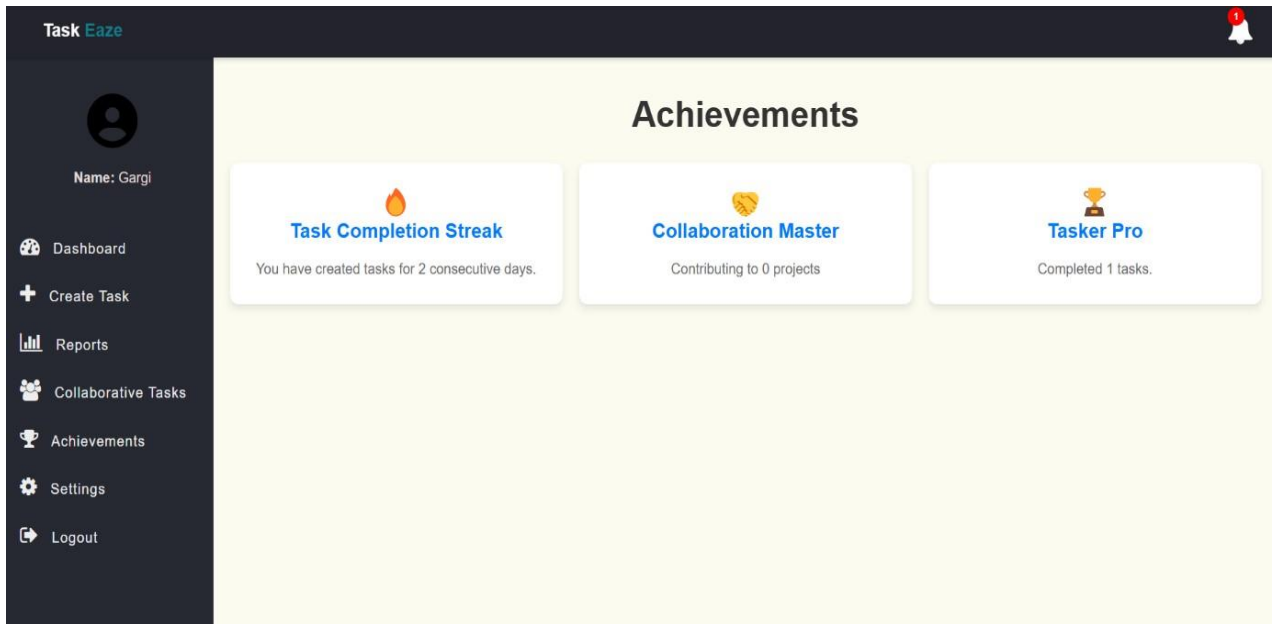 Task Eaze
1
Name: Gargi
Dashboard
Create Task
Reports
Collaborative Tasks
Achievements
Settings
Logout
Achievements
Task Completion Streak
You have created tasks for 2 consecutive days.
Collaboration Master
Contributing to 0 projects
Tasker Pro
Completed 1 tasks.